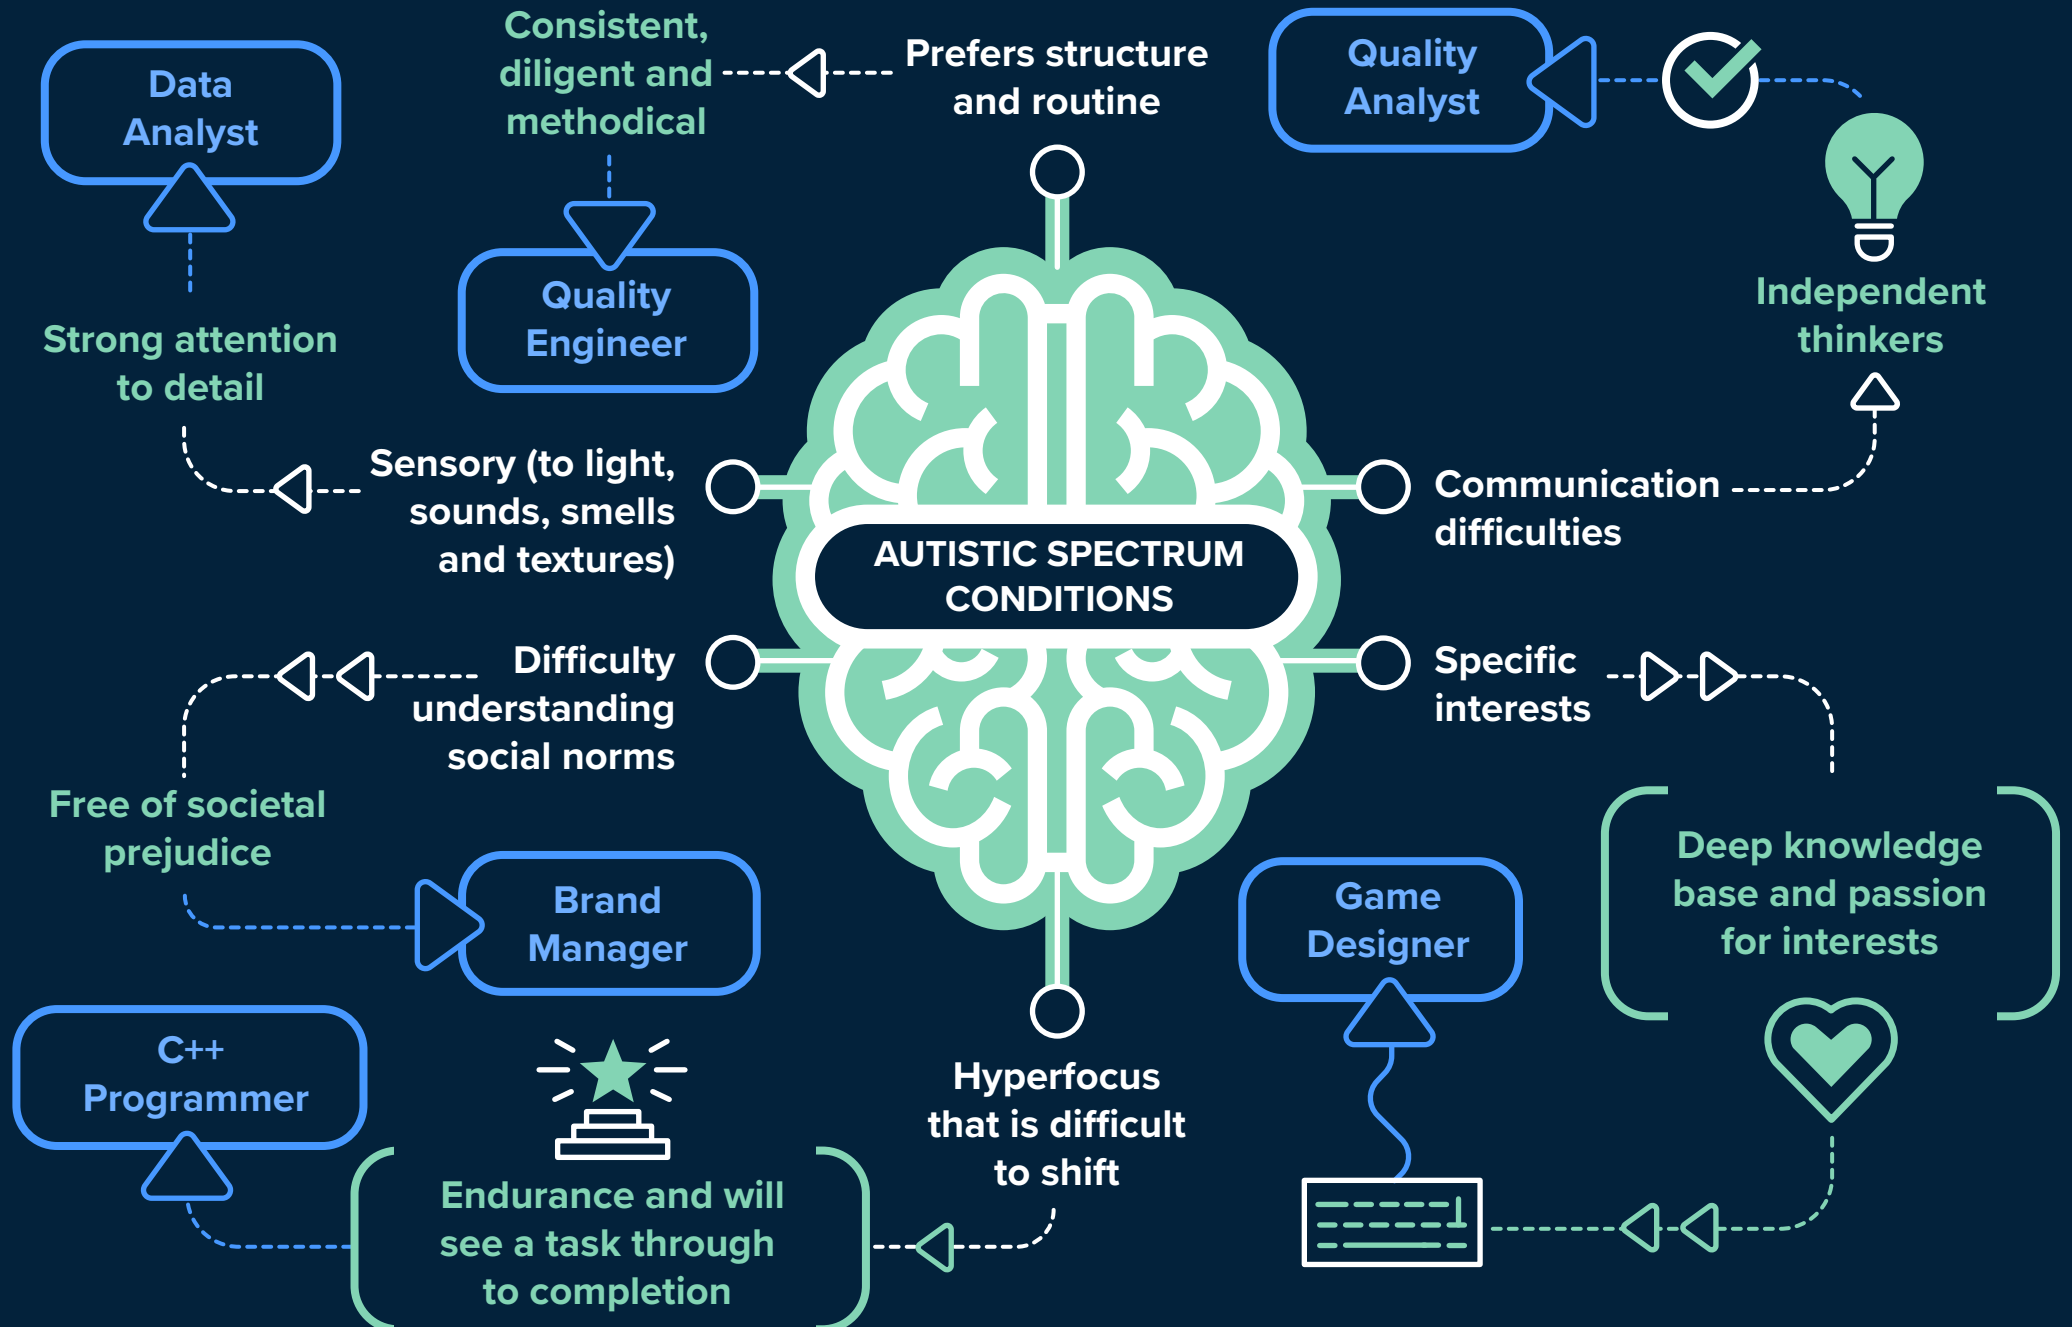 AUTISTIC SPECTRUM
CONDITIONS
Prefers structure
and routine
Consistent,
diligent and
methodical
Quality
Engineer
Sensory (to light,
sounds, smells
and textures)
Strong attention
to detail
Data
Analyst
Difficulty
understanding
social norms
Free of societal
prejudice
Brand
Manager
Hyperfocus
that is difficult
to shift
Endurance and will
see a task through
to completion
C++
Programmer
Communication
difficulties
Independent
thinkers
Quality
Analyst
Specific
interests
Deep knowledge
base and passion
for interests
Game
Designer